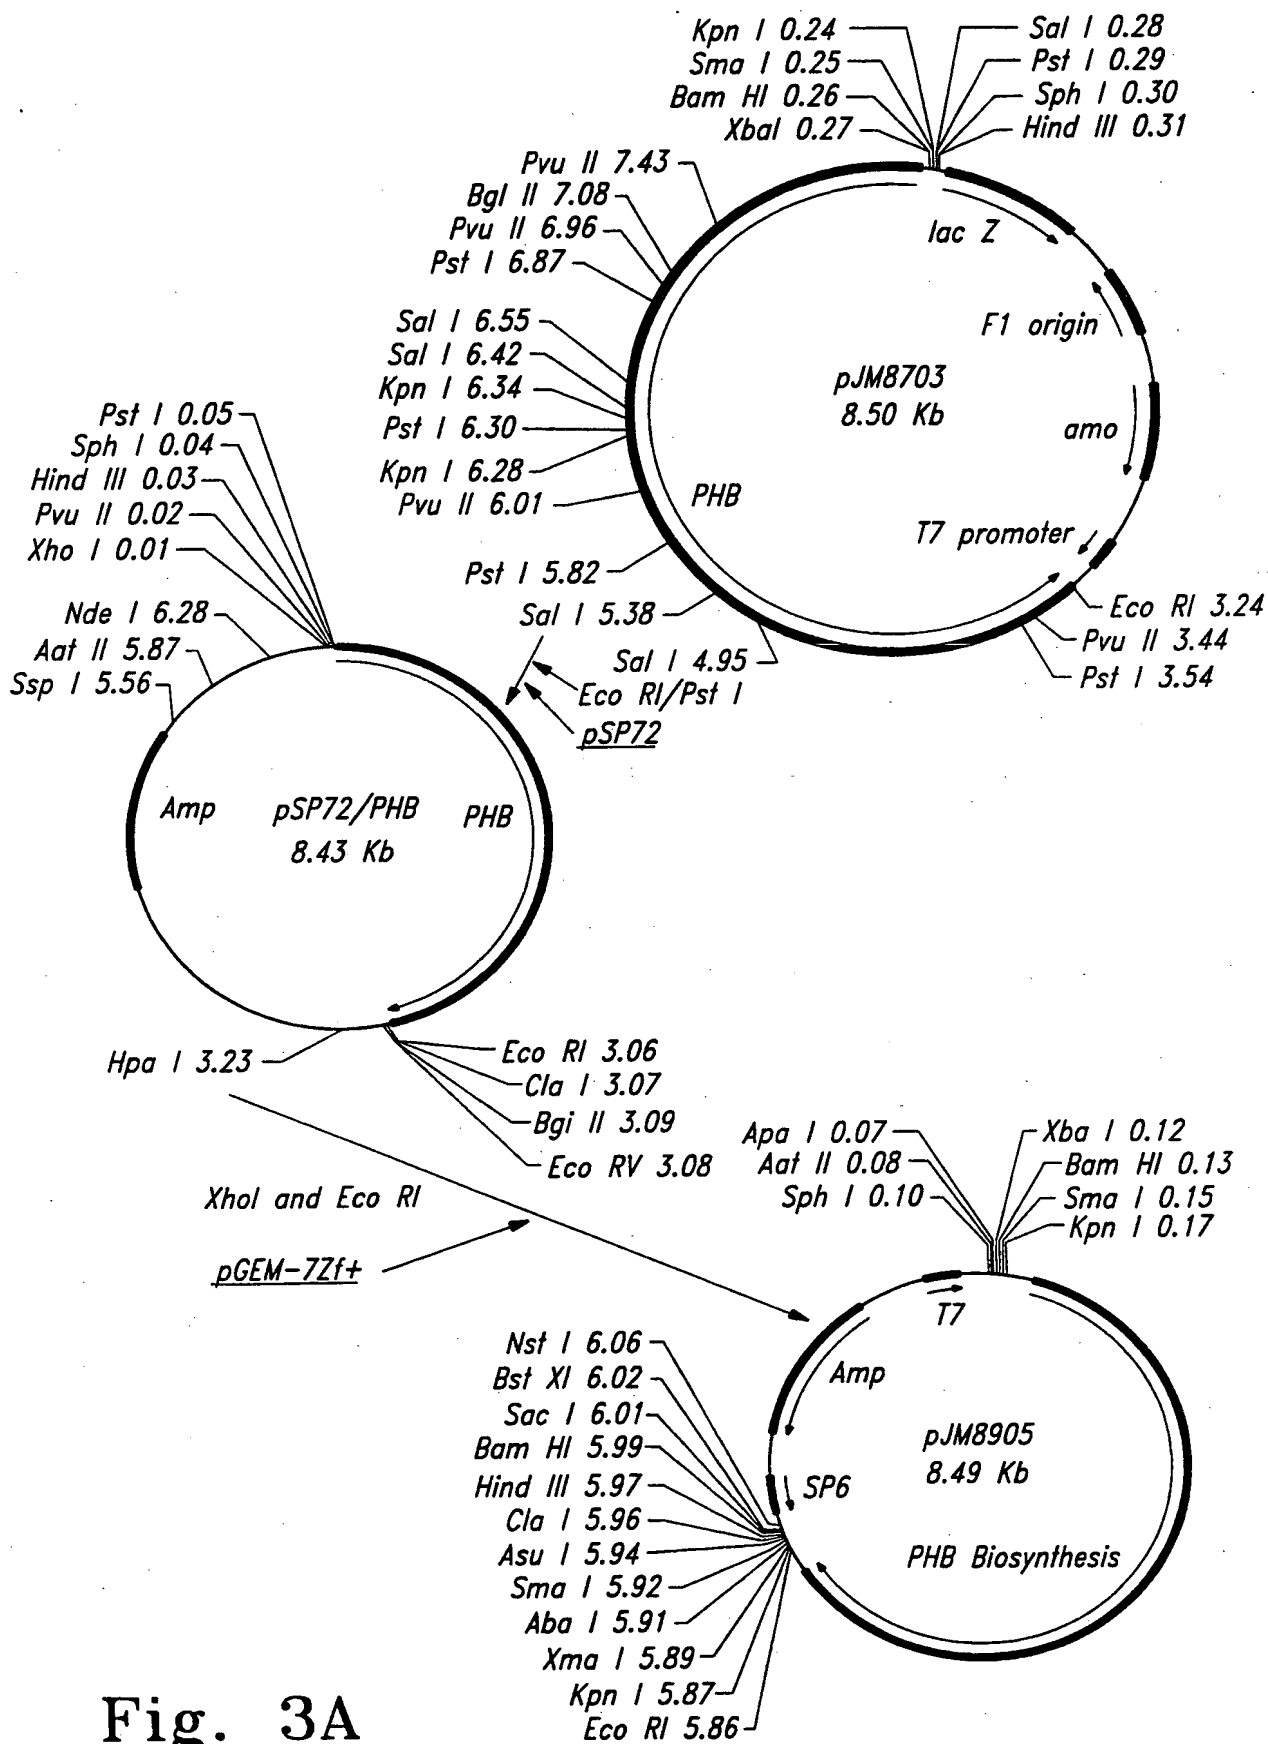 Kpn I 0.24
Sma I 0.25
Bam HI 0.26
XbaI 0.27
Sal I 0.28
Pst I 0.29
Sph I 0.30
Hind III 0.31
Pvu II 7.43
Bgl II 7.08
Pvu II 6.96
Pst I 6.87
Sal I 6.55
Sal I 6.42
Kpn I 6.34
Pst I 6.30
Kpn I 6.28
Pvu II 6.01
Pst I 5.82
Sal I 5.38
Sal I 4.95
lac Z
F1 origin
pJM8703
8.50 Kb
amo
PHB
T7 promoter
Eco RI 3.24
Pvu II 3.44
Pst I 3.54
Eco RI/Pst I
pSP72
Pst I 0.05
Sph I 0.04
Hind III 0.03
Pvu II 0.02
Xho I 0.01
Nde I 6.28
Aat II 5.87
Ssp I 5.56
Amp
pSP72/PHB
8.43 Kb
PHB
Hpa I 3.23
Eco RI 3.06
Cla I 3.07
Bgi II 3.09
Eco RV 3.08
XhoI and Eco RI
pGEM-7Zf+
Apa I 0.07
Aat II 0.08
Sph I 0.10
Xba I 0.12
Bam HI 0.13
Sma I 0.15
Kpn I 0.17
T7
Amp
pJM8905
8.49 Kb
SP6
PHB Biosynthesis
Nst I 6.06
Bst XI 6.02
Sac I 6.01
Bam HI 5.99
Hind III 5.97
Cla I 5.96
Asu I 5.94
Sma I 5.92
Aba I 5.91
Xma I 5.89
Kpn I 5.87
Eco RI 5.86
Fig. 3A